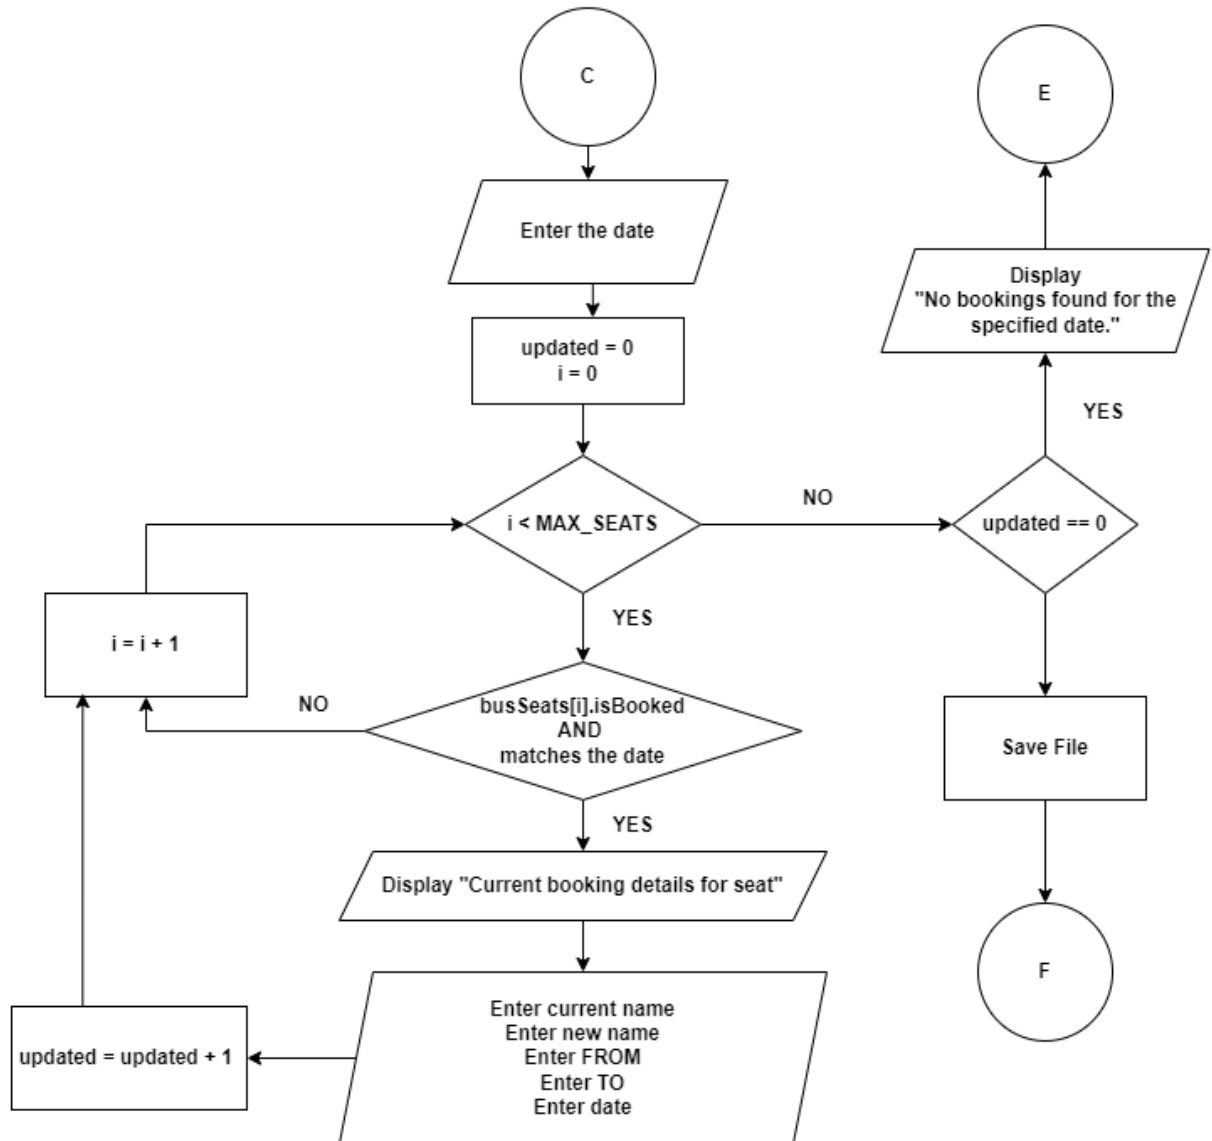 C
Enter the date
updated = 0
i = 0
i < MAX_SEATS
NO
YES
i = i + 1
NO
busSeats[i].isBooked
AND
matches the date
YES
Display "Current booking details for seat"
Enter current name
Enter new name
Enter FROM
Enter TO
Enter date
updated = updated + 1
E
Display
"No bookings found for the
specified date."
YES
updated == 0
Save File
F